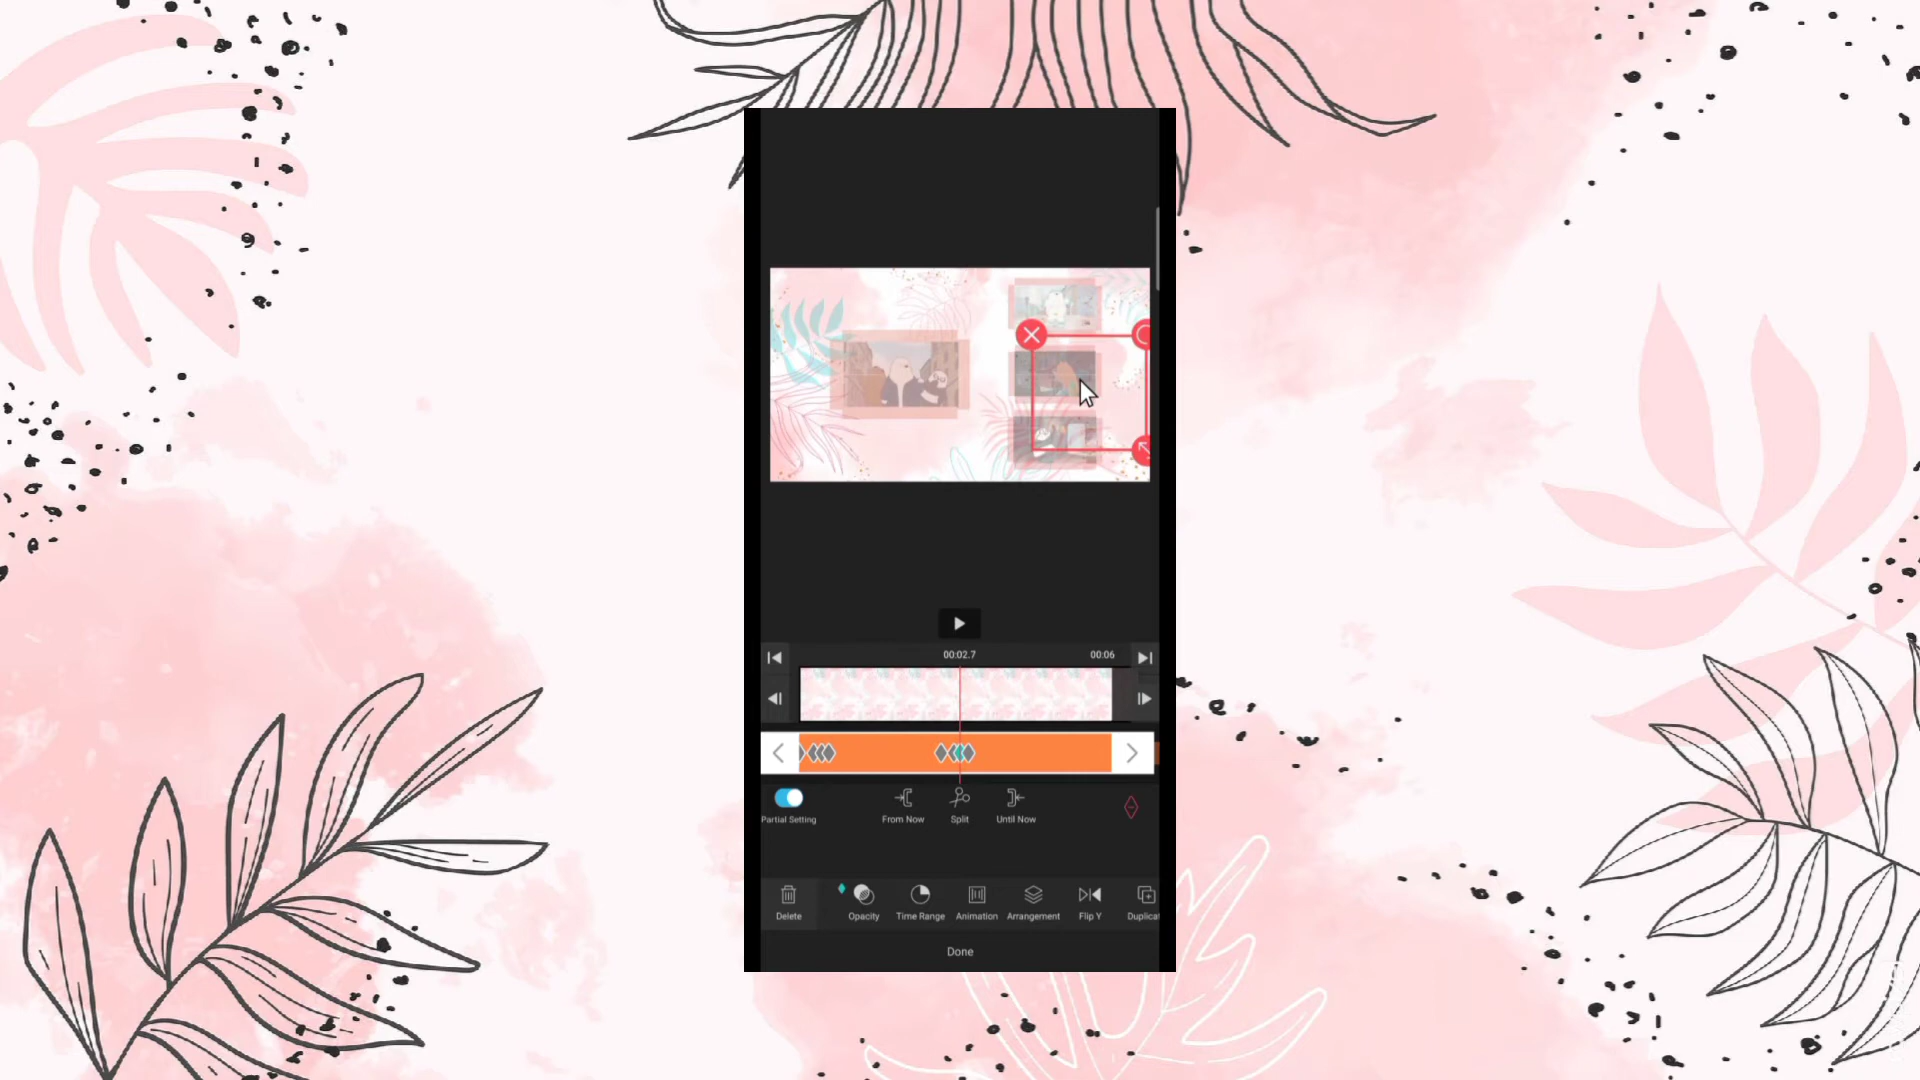 00:02.7
00:06
Partial Setting
From Now
Split
Until Now
Delete
Opacity
Time Range
Animation
Arrangement
Flip Y
Duplicat
Done